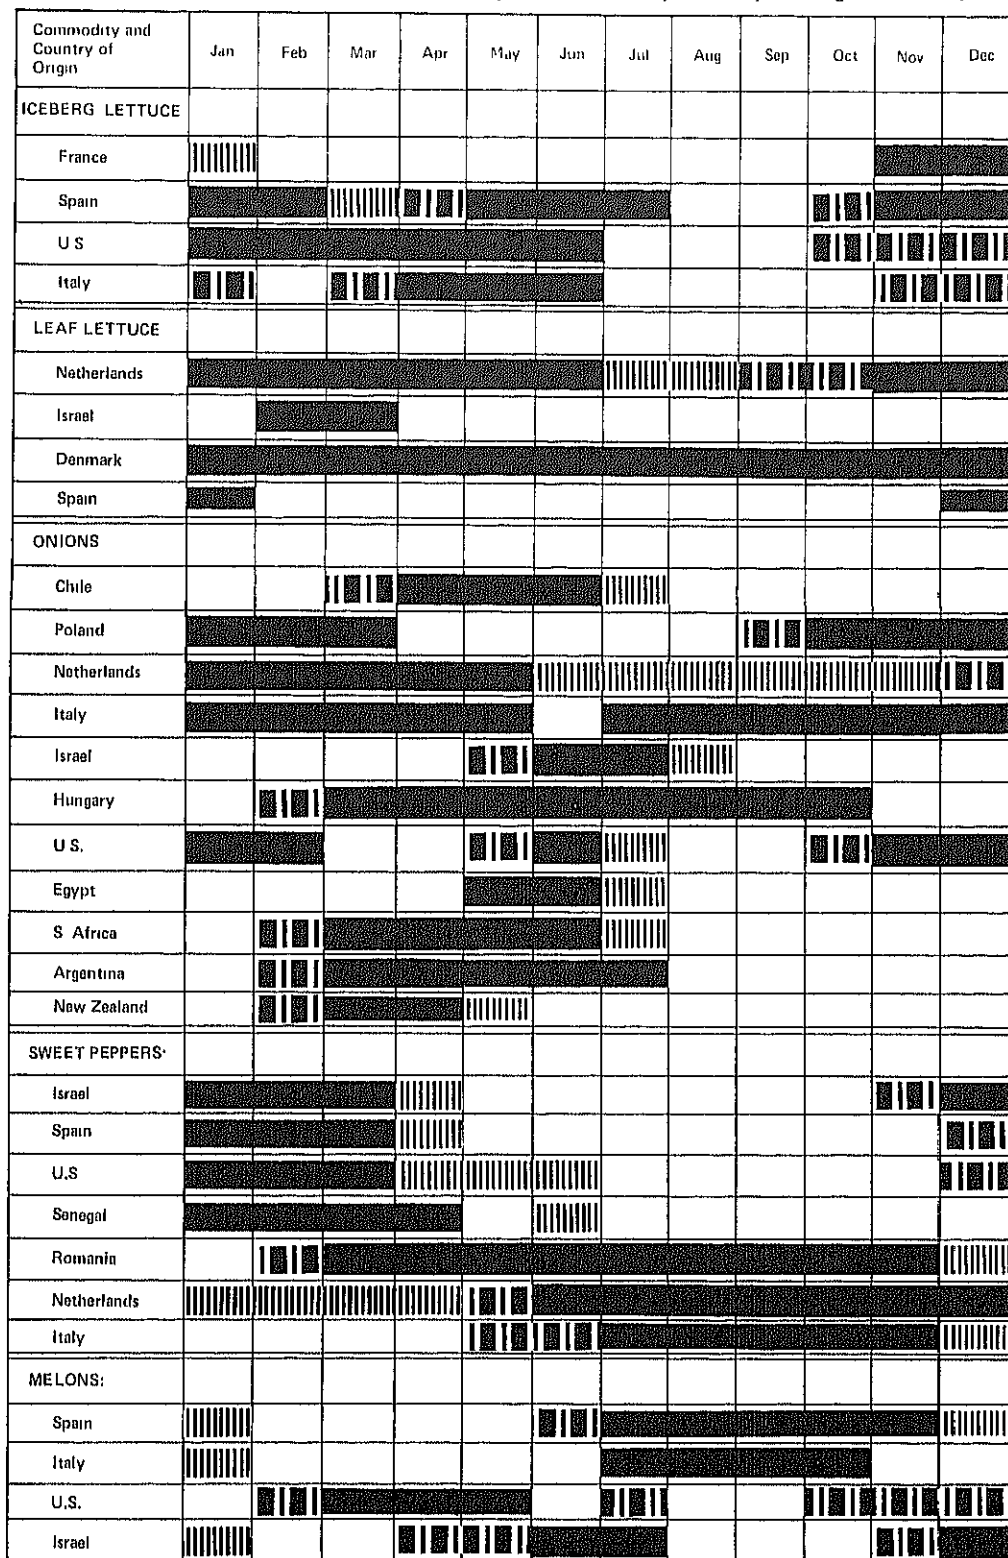 Commodity and
Country of
Origin
Jan Feb Mar Apr May Jun Jul Aug Sep Oct Nov Dec
ICEBERG LETTUCE
France
Spain
U S
Italy
LEAF LETTUCE
Netherlands
Israel
Denmark
Spain
ONIONS
Chile
Poland
Netherlands
Italy
Israel
Hungary
U S.
Egypt
S Africa
Argentina
New Zealand
SWEET PEPPERS·
Israel
Spain
U.S
Senegal
Romania
Netherlands
Italy
MELONS:
Spain
Italy
U.S.
Israel